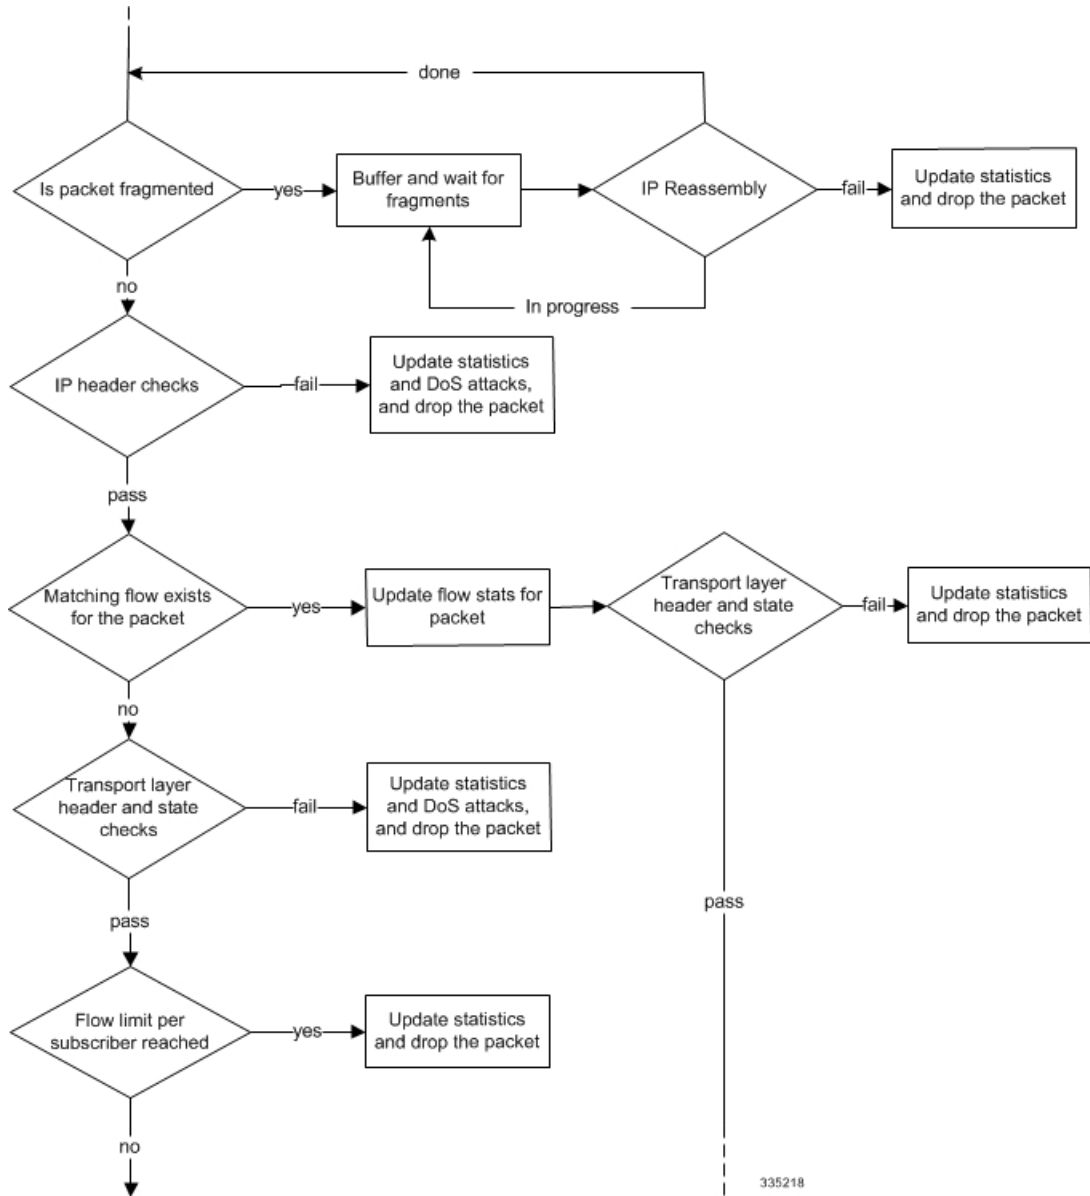 done
Is packet fragmented
yes
Buffer and wait for
fragments
IP Reassembly
fail
Update statistics
and drop the packet
no
In progress
IP header checks
fail
Update statistics
and DoS attacks,
and drop the packet
pass
Matching flow exists
for the packet
yes
Update flow stats for
packet
Transport layer
header and state
checks
fail
Update statistics
and drop the packet
no
Transport layer
header and state
checks
fail
Update statistics
and DoS attacks,
and drop the packet
pass
pass
Flow limit per
subscriber reached
yes
Update statistics
and drop the packet
no
335218